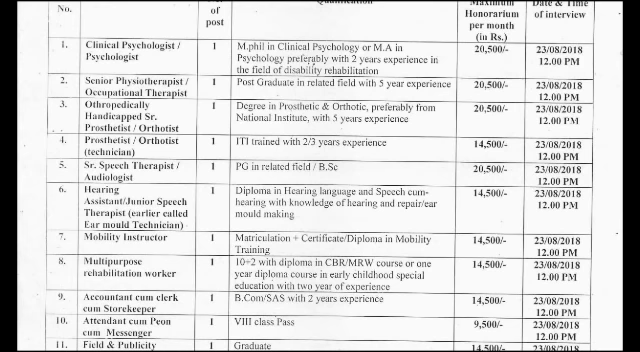 No.
of
post
Qualification
Maximum
Honorarium
per month
(in Rs.)
Date & Time
of interview
1. Clinical Psychologist / 1 M.phil in Clinical Psychology or M.A in 20,500/- 23/08/2018
Psychologist Psychology preferably with 2 years experience in 12.00 PM
the field of disability rehabilitation
2. Senior Physiotherapist / 1 Post Graduate in related field with 5 year experience 20,500/- 23/08/2018
Occupational Therapist 12.00 PM
3. Othropedically 1 Degree in Prosthetic & Orthotic, preferably from 20,500/- 23/08/2018
Handicapped Sr. National Institute, with 5 years experience 12.00 PM
Prosthetist / Orthotist
4. Prosthetist / Orthotist 1 ITI trained with 2/3 years experience 14,500/- 23/08/2018
(technician) 12.00 PM
5. Sr. Speech Therapist / 1 PG in related field / B.Sc 20,500/- 23/08/2018
Audiologist 12.00 PM
6. Hearing 1 Diploma in Hearing language and Speech cum- 14,500/- 23/08/2018
Assistant/Junior Speech hearing with knowledge of hearing and repair/ear 12.00 PM
Therapist (earlier called mould making
Ear mould Technician)
7. Mobility Instructor 1 Matriculation + Certificate/Diploma in Mobility 14,500/- 23/08/2018
Training 12.00 PM
8. Multipurpose 1 10+2 with diploma in CBR/MRW course or one 14,500/- 23/08/2018
rehabilitation worker year diploma course in early childhood special 12.00 PM
education with two year of experience
9. Accountant cum clerk 1 B.Com/SAS with 2 years experience 14,500/- 23/08/2018
cum Storekeeper 12.00 PM
10. Attendant cum Peon 1 VIII class Pass 9,500/- 23/08/2018
cum Messenger 12.00 PM
11. Field & Publicity 1 Graduate 14,500/- 23/08/2018